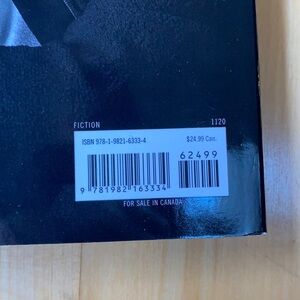 FICTION 1120
ISBN 978-1-9821-6333-4 $24.99 Can.
62499
9 781982 163334
FOR SALE IN CANADA